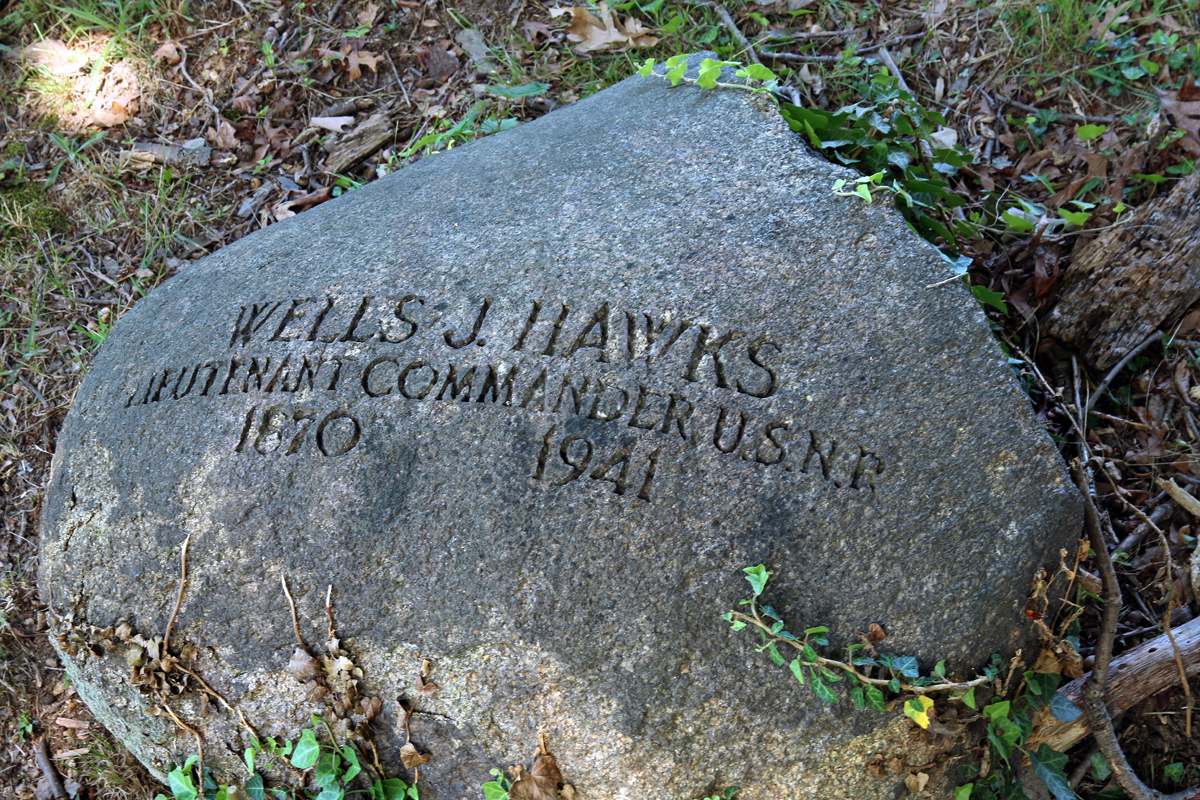 WELLS J. HAWKS
LIEUTENANT COMMANDER U.S.N.R.
1870 1941